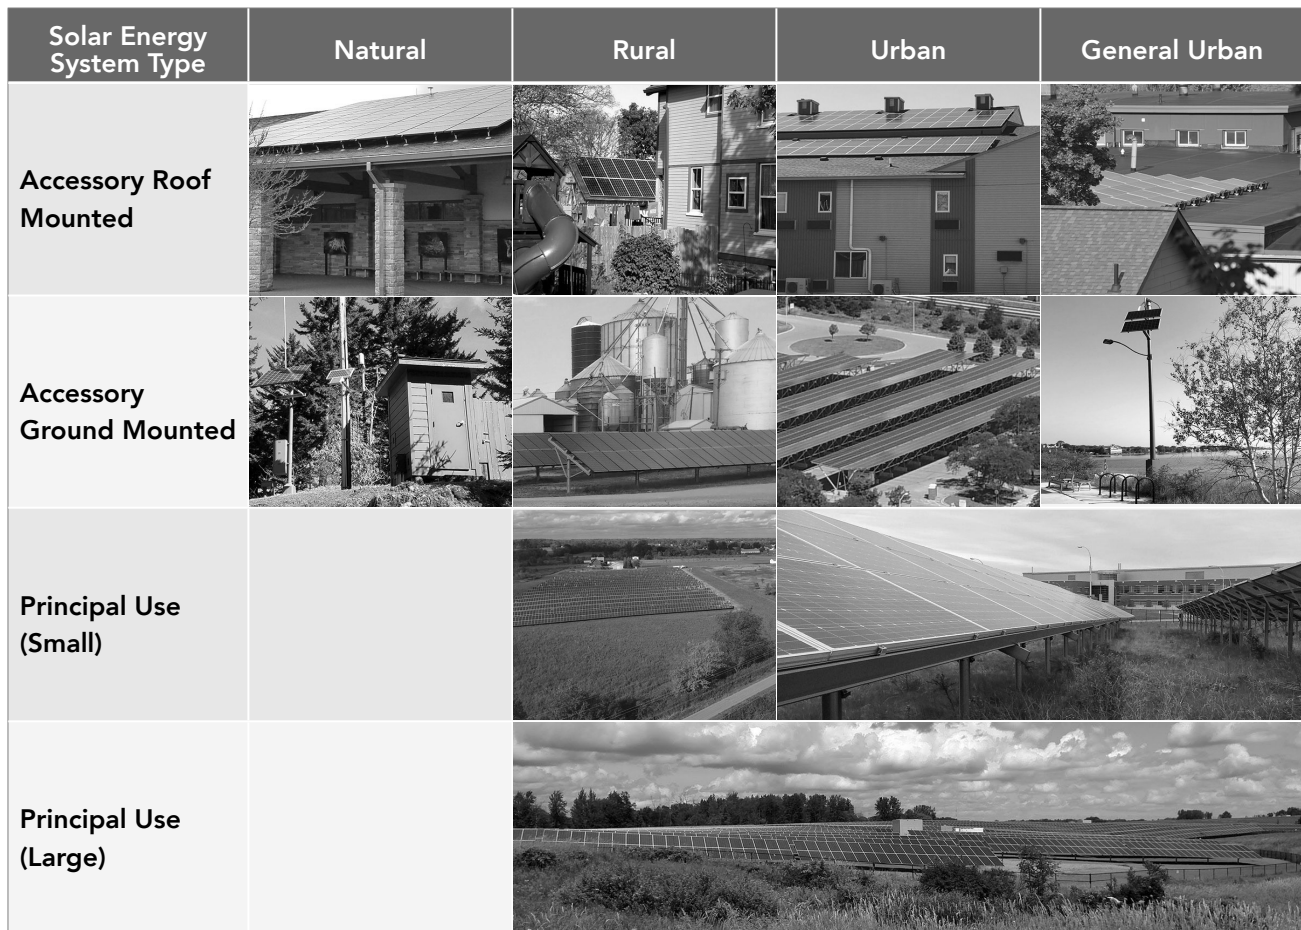 Solar Energy
System Type
Natural
Rural
Urban
General Urban
Accessory Roof
Mounted
Accessory
Ground Mounted
Principal Use
(Small)
Principal Use
(Large)